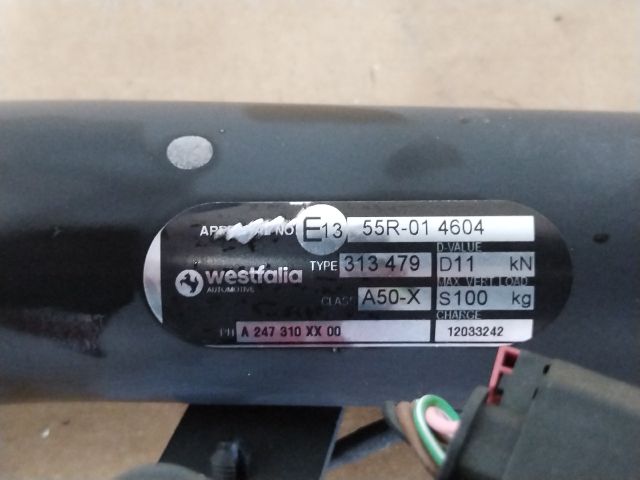 E13 55R-01 4604
D-VALUE
westfalia TYPE 313 479 D11 kN
AUTOMOTIVE
MAX. VERT. LOAD
CLASS A50-X S100 kg
CHARGE
A 247 310 XX 00 12033242